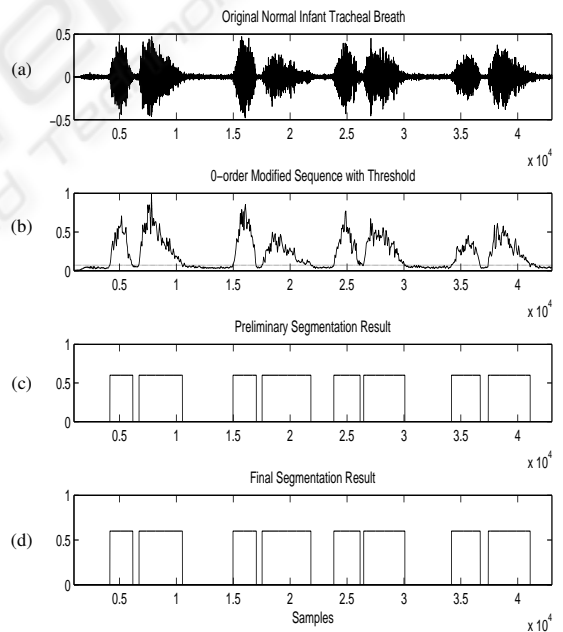 Original Normal Infant Tracheal Breath
(a)
0.5
0
−0.5
0.5 1 1.5 2 2.5 3 3.5 4
x 10^4
0−order Modified Sequence with Threshold
(b)
1
0.5
0
0.5 1 1.5 2 2.5 3 3.5 4
x 10^4
Preliminary Segmentation Result
(c)
1
0.5
0
0.5 1 1.5 2 2.5 3 3.5 4
x 10^4
Final Segmentation Result
(d)
1
0.5
0
0.5 1 1.5 2 2.5 3 3.5 4
Samples
x 10^4